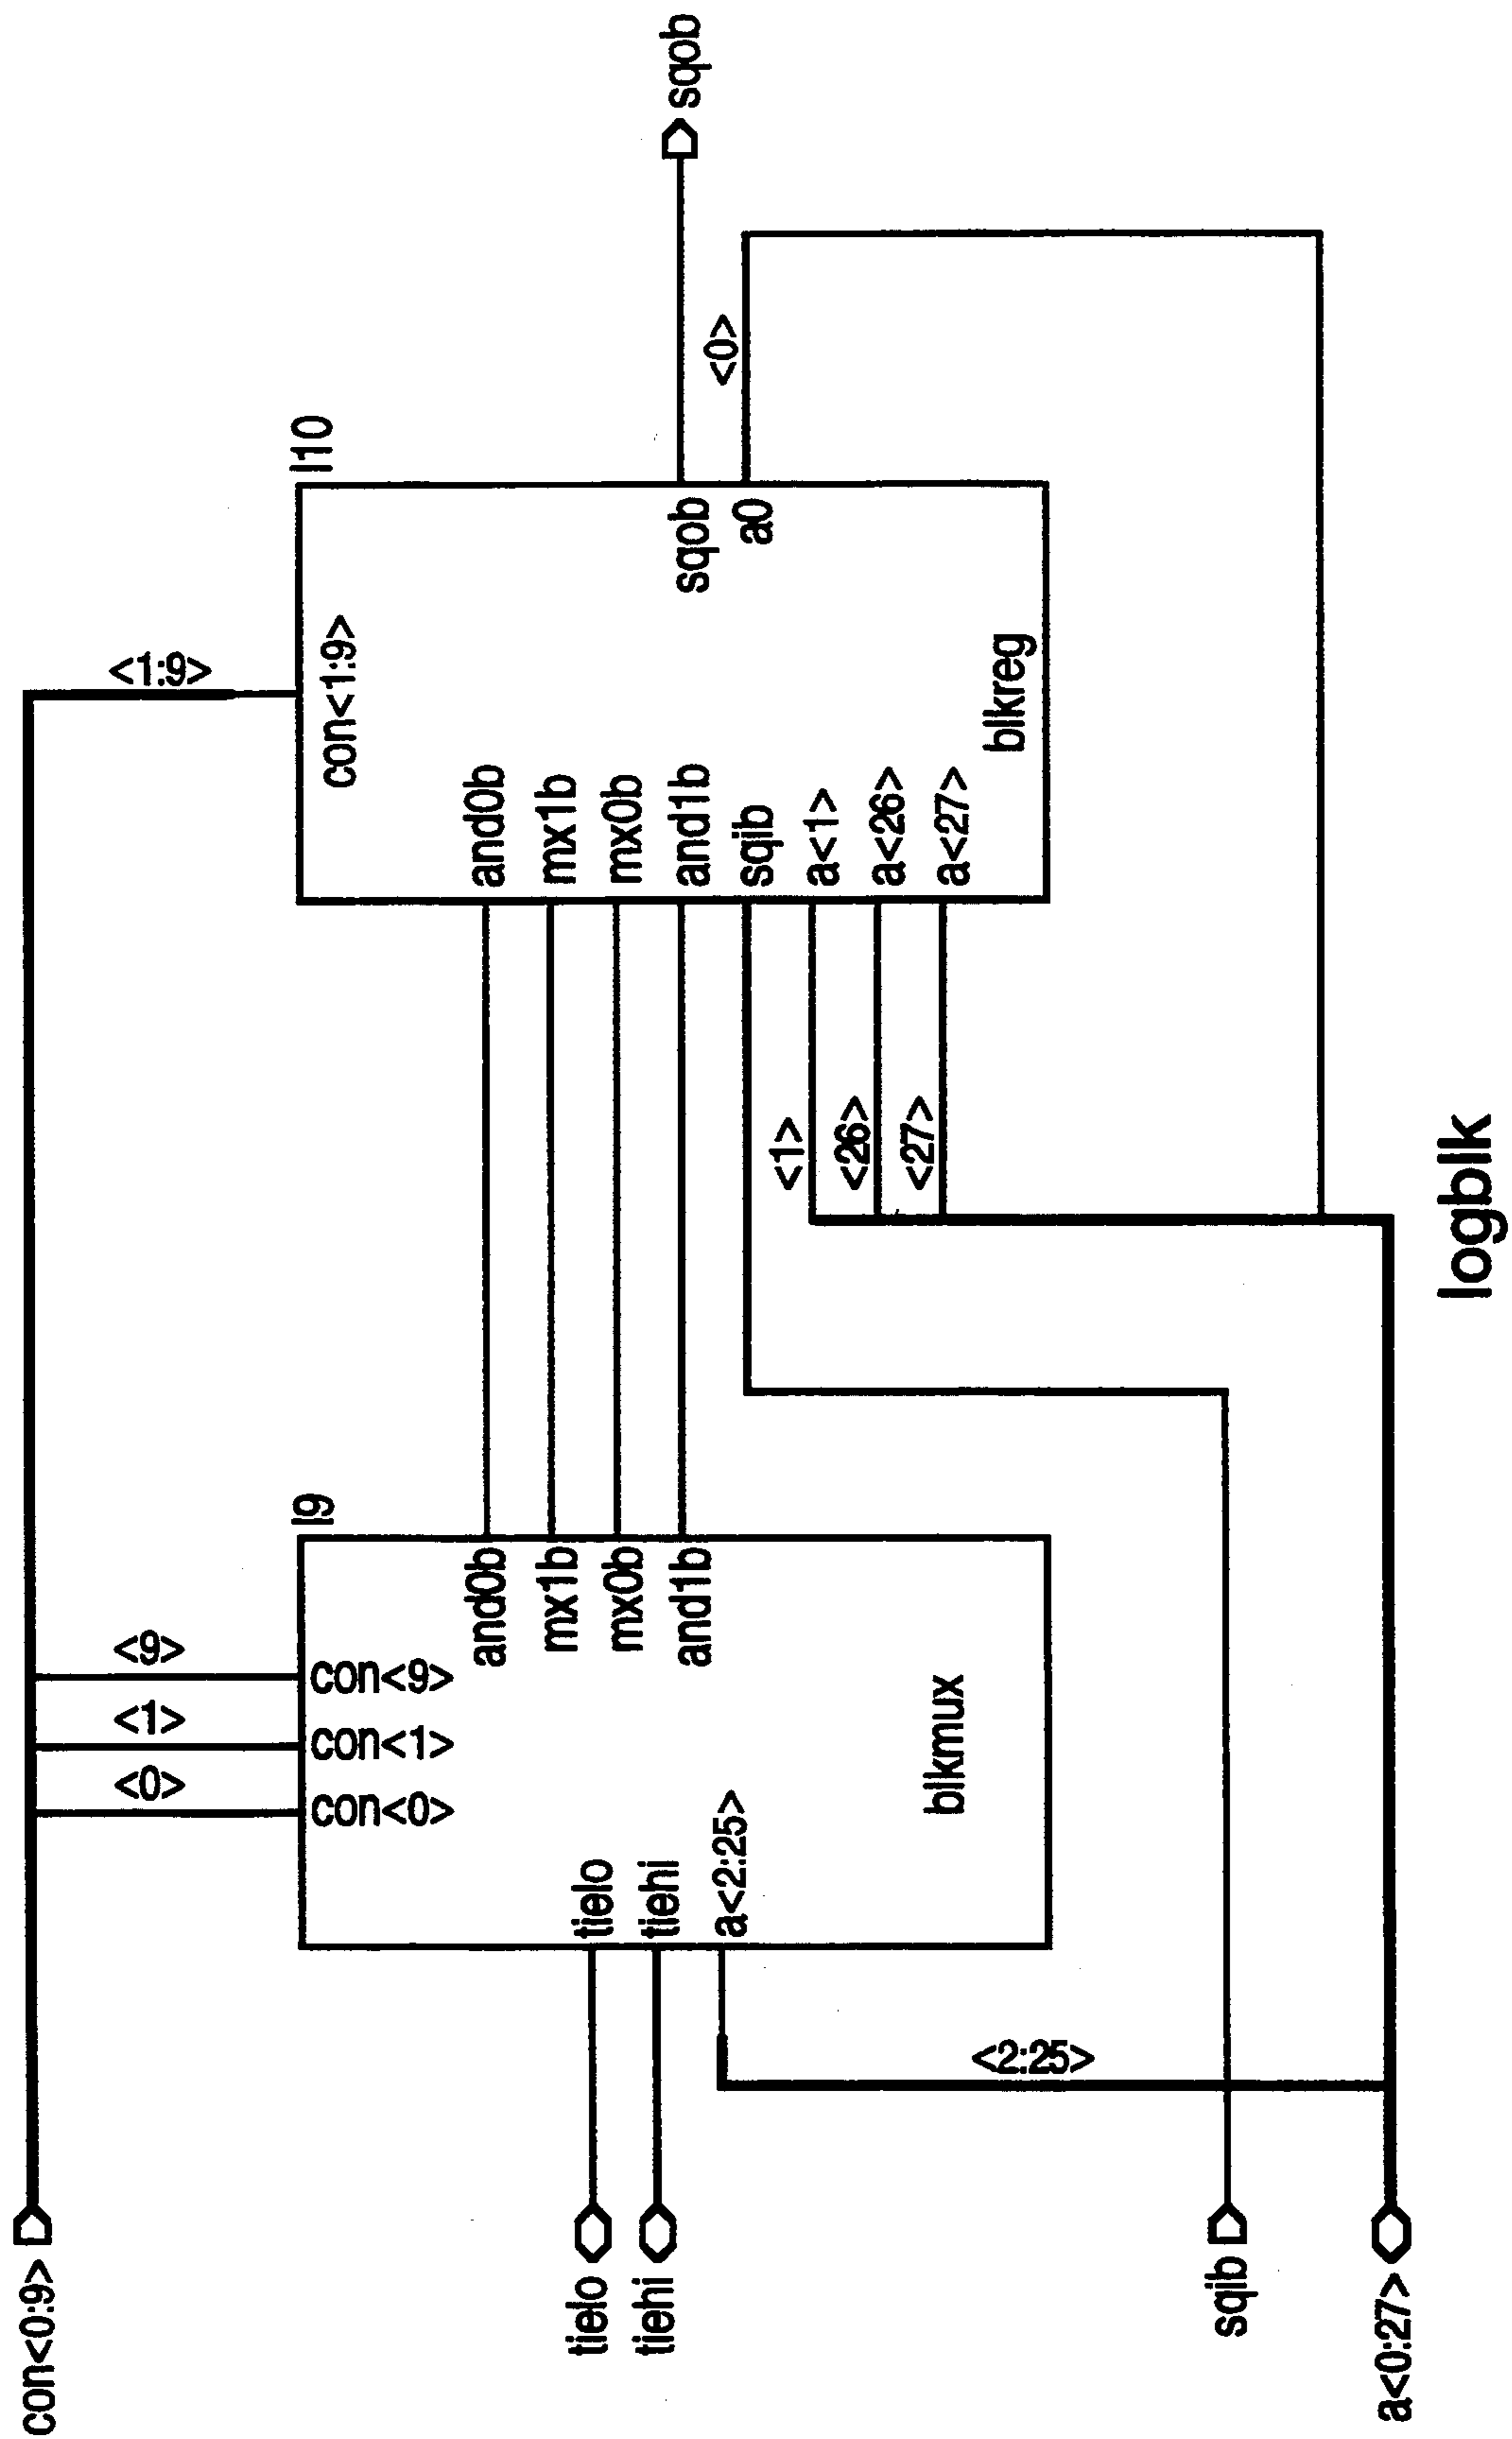 con<0:9>
<0>
<1>
<9>
<1:9>
I9
con<0>
con<1>
con<9>
and0b
mx1b
mx0b
and1b
tielo
tiehi
a<2:25>
blkmux
tielo
tiehi
<2:25>
sqib
a<0:27>
I10
con<1:9>
and0b
mx1b
mx0b
and1b
sqib
a<1>
a<26>
a<27>
blkreg
sqob
a0
<1>
<26>
<27>
<0>
sqob
logblk